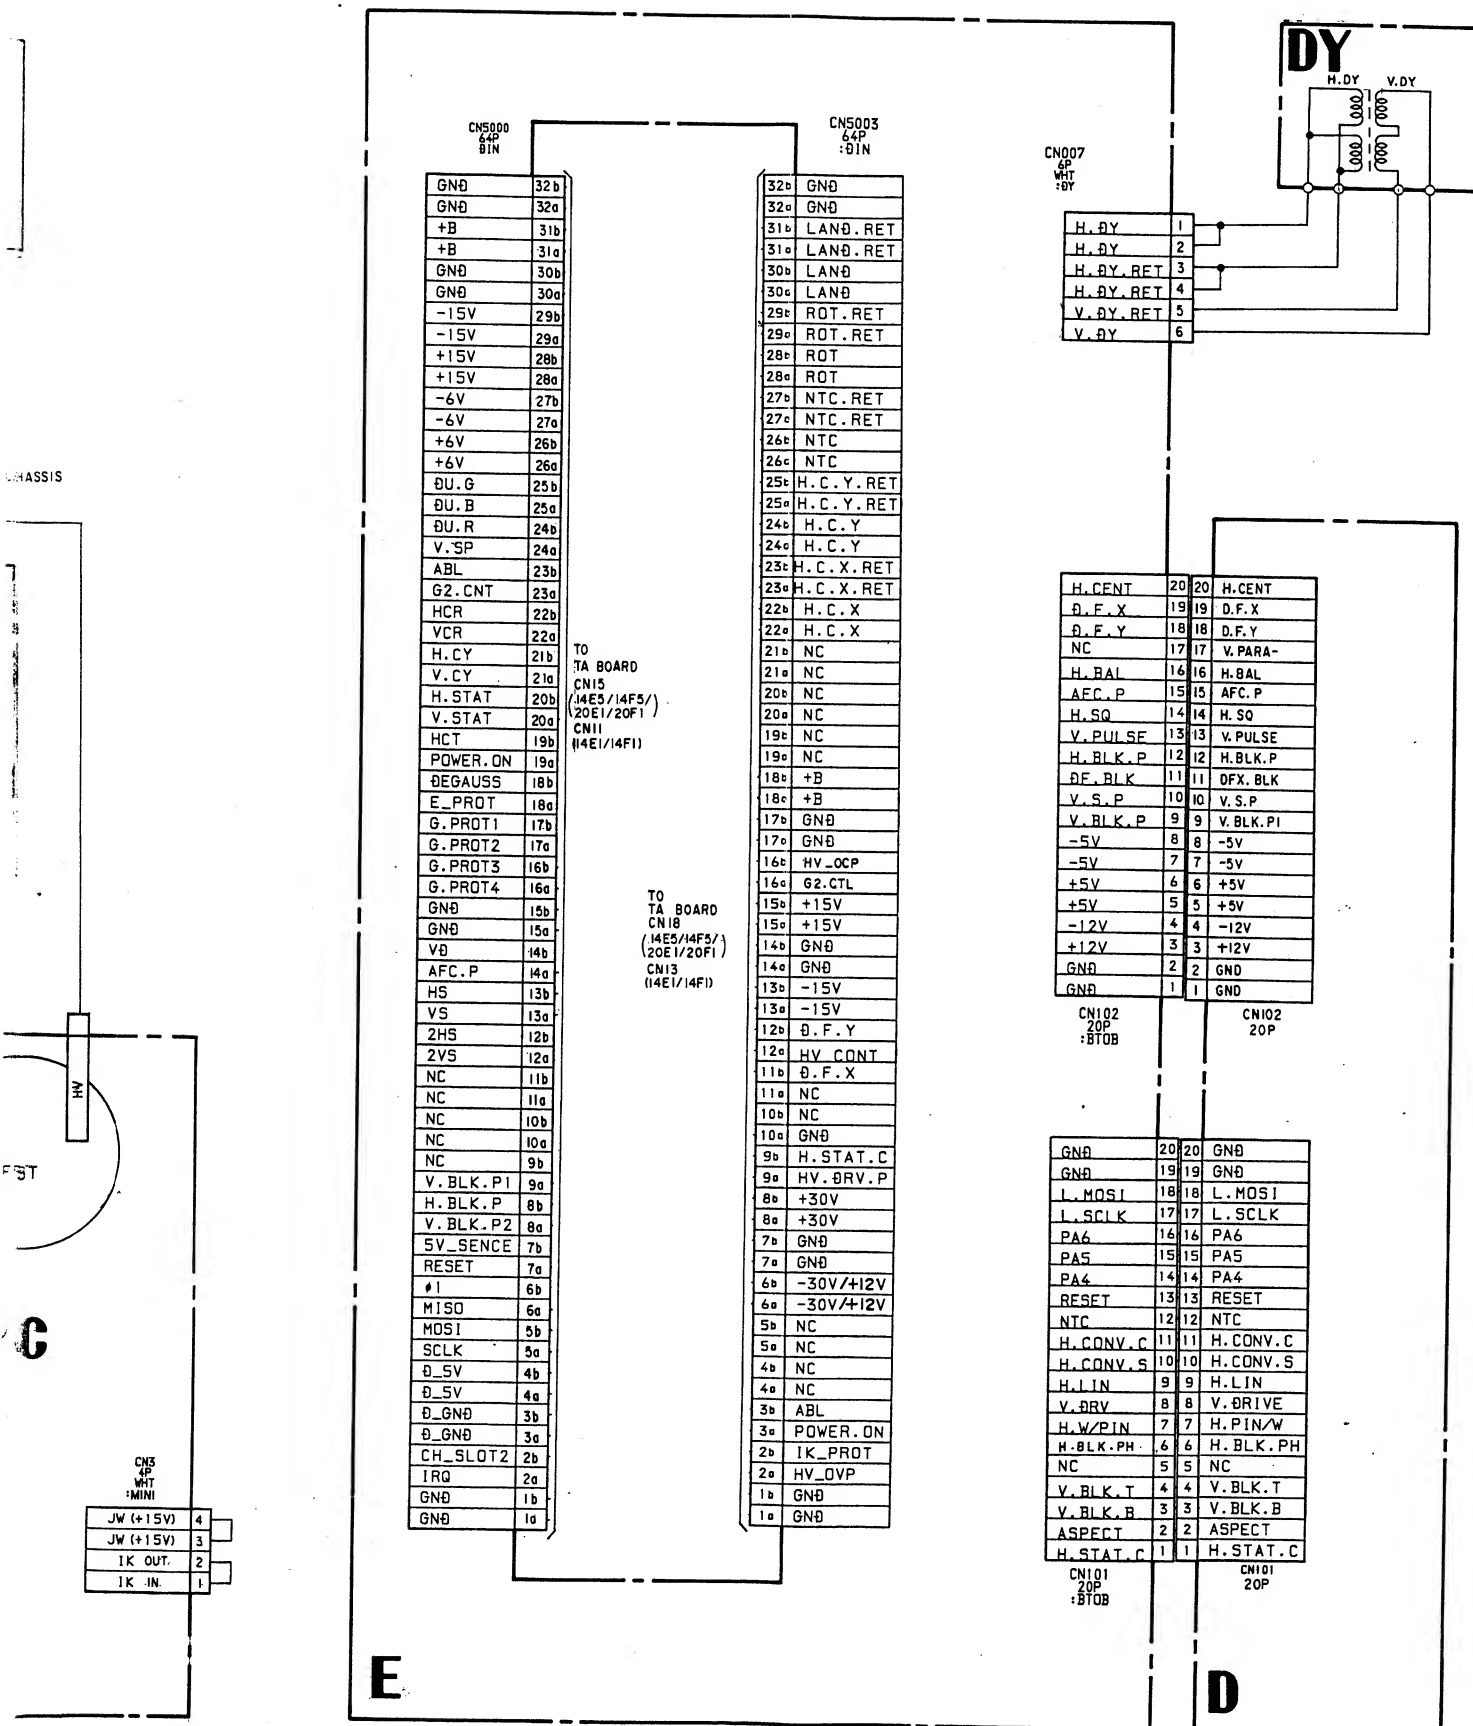 DY
H.DY V.DY
CN5000
64P
DIN
GND 32b
GND 32a
+B 31b
+B 31a
GND 30b
GND 30a
-15V 29b
-15V 29a
+15V 28b
+15V 28a
-6V 27b
-6V 27a
+6V 26b
+6V 26a
DU.G 25b
DU.B 25a
DU.R 24b
V.SP 24a
ABL 23b
G2.CNT 23a
HCR 22b
VCR 22a
H.CY 21b
V.CY 21a
H.STAT 20b
V.STAT 20a
HCT 19b
POWER.ON 19a
DEGAUSS 18b
E_PROT 18a
G.PROT1 17b
G.PROT2 17a
G.PROT3 16b
G.PROT4 16a
GND 15b
GND 15a
VD 14b
AFC.P 14a
HS 13b
VS 13a
2HS 12b
2VS 12a
NC 11b
NC 11a
NC 10b
NC 10a
NC 9b
V.BLK.P1 9a
H.BLK.P 8b
V.BLK.P2 8a
5V_SENCE 7b
RESET 7a
φ1 6b
MISO 6a
MOSI 5b
SCLK 5a
D_5V 4b
D_5V 4a
D_GND 3b
D_GND 3a
CH_SLOT2 2b
IRQ 2a
GND 1b
GND 1a
TO
TA BOARD
CN15
(14E5/14F5/
20E1/20F1)
CN11
(14E1/14F1)
CN5003
64P
:DIN
32b GND
32a GND
31b LAND.RET
31a LAND.RET
30b LAND
30a LAND
29b ROT.RET
29a ROT.RET
28b ROT
28a ROT
27b NTC.RET
27a NTC.RET
26b NTC
26a NTC
25b H.C.Y.RET
25a H.C.Y.RET
24b H.C.Y
24a H.C.Y
23b H.C.X.RET
23a H.C.X.RET
22b H.C.X
22a H.C.X
21b NC
21a NC
20b NC
20a NC
19b NC
19a NC
18b +B
18a +B
17b GND
17a GND
16b HV_OCP
16a G2.CTL
15b +15V
15a +15V
14b GND
14a GND
13b -15V
13a -15V
12b D.F.Y
12a HV CONT
11b D.F.X
11a NC
10b NC
10a GND
9b H.STAT.C
9a HV.DRV.P
8b +30V
8a +30V
7b GND
7a GND
6b -30V/+12V
6a -30V/+12V
5b NC
5a NC
4b NC
4a NC
3b ABL
3a POWER.ON
2b IK_PROT
2a HV_OVP
1b GND
1a GND
TO
TA BOARD
CN18
(14E5/14F5/
20E1/20F1)
CN13
(14E1/14F1)
CN007
6P
WHT
:DY
H.DY 1
H.DY 2
H.DY.RET 3
H.DY.RET 4
V.DY.RET 5
V.DY 6
H.CENT 20 20 H.CENT
D.F.X 19 19 D.F.X
D.F.Y 18 18 D.F.Y
NC 17 17 V.PARA-
H.BAL 16 16 H.BAL
AFC.P 15 15 AFC.P
H.SQ 14 14 H.SQ
V.PULSE 13 13 V.PULSE
H.BLK.P 12 12 H.BLK.P
DF.BLK 11 11 DFX.BLK
V.S.P 10 10 V.S.P
V.BLK.P 9 9 V.BLK.P1
-5V 8 8 -5V
-5V 7 7 -5V
+5V 6 6 +5V
+5V 5 5 +5V
-12V 4 4 -12V
+12V 3 3 +12V
GND 2 2 GND
GND 1 1 GND
CN102
20P
:BTOB
CN102
20P
GND 20 20 GND
GND 19 19 GND
L.MOSI 18 18 L.MOSI
L.SCLK 17 17 L.SCLK
PA6 16 16 PA6
PA5 15 15 PA5
PA4 14 14 PA4
RESET 13 13 RESET
NTC 12 12 NTC
H.CONV.C 11 11 H.CONV.C
H.CONV.S 10 10 H.CONV.S
H.LIN 9 9 H.LIN
V.DRV 8 8 V.DRIVE
H.W/PIN 7 7 H.PIN/W
H.BLK.PH 6 6 H.BLK.PH
NC 5 5 NC
V.BLK.T 4 4 V.BLK.T
V.BLK.B 3 3 V.BLK.B
ASPECT 2 2 ASPECT
H.STAT.C 1 1 H.STAT.C
CN101
20P
:BTOB
CN101
20P
HV
C
CN3
4P
WHT
:MINI
JW (+15V) 4
JW (+15V) 3
IK OUT 2
IK IN 1
E
D